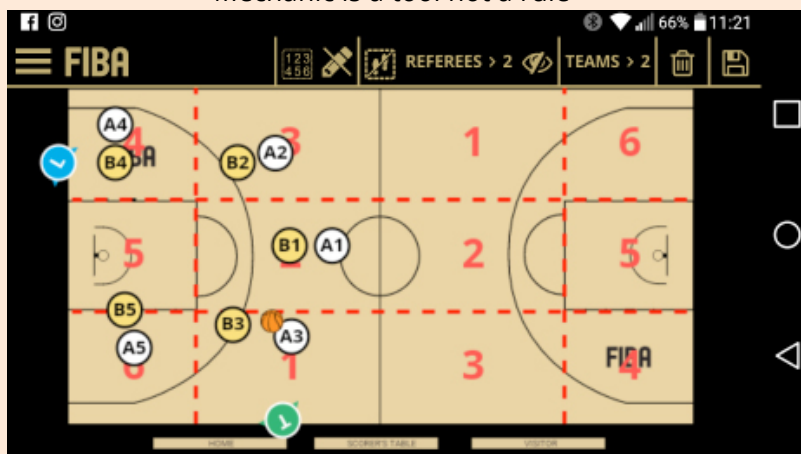 Mechanic is a tool not a rule
66% 11:21
FIBA
123
456
REFEREES > 2
TEAMS > 2
A4
4
3
1
6
B4
BA
B2
A2
L
5
B1
A1
2
5
B5
B3
A3
A5
1
3
FIBA
4
T
HOME
SCORER'S TABLE
VISITOR